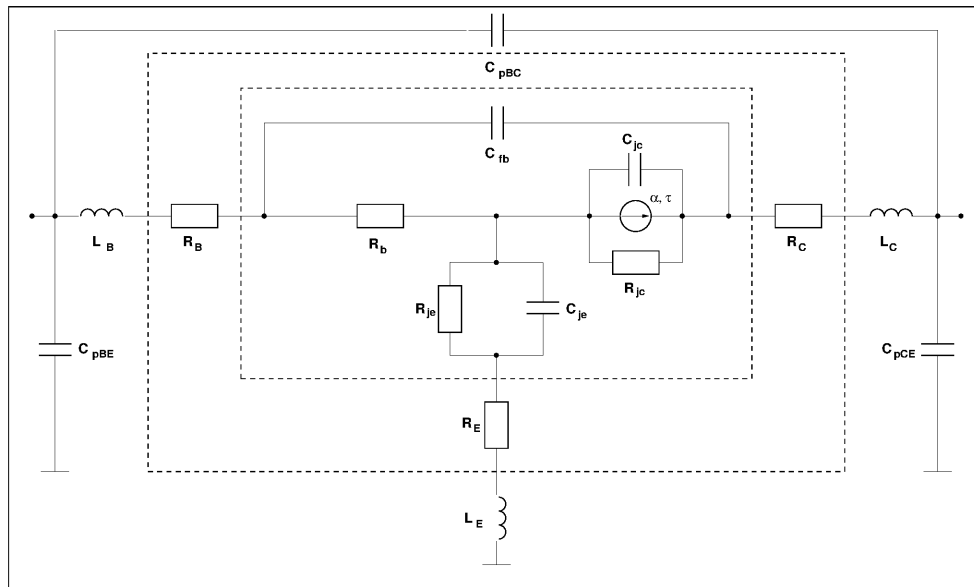 C pBC
C fb
C jc
α, τ
L B
R B
R b
R jc
R C
L C
R je
C je
C pBE
C pCE
R E
L E